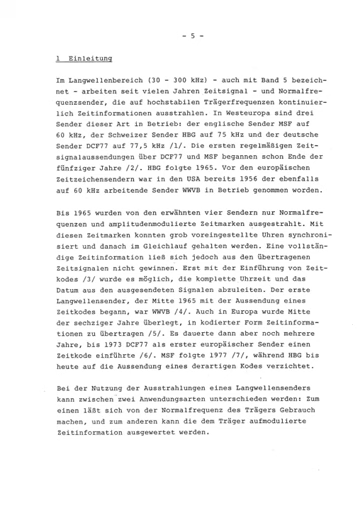 - 5 -
1 Einleitung
Im Langwellenbereich (30 - 300 kHz) - auch mit Band 5 bezeich-
net - arbeiten seit vielen Jahren Zeitsignal - und Normalfre-
quenzsender, die auf hochstabilen Trägerfrequenzen kontinuier-
lich Zeitinformationen ausstrahlen. In Westeuropa sind drei
Sender dieser Art in Betrieb: der englische Sender MSF auf
60 kHz, der Schweizer Sender HBG auf 75 kHz und der deutsche
Sender DCF77 auf 77,5 kHz /1/. Die ersten regelmäßigen Zeit-
signalaussendungen über DCF77 und MSF begannen schon Ende der
fünfziger Jahre /2/. HBG folgte 1965. Vor den europäischen
Zeitzeichensendern war in den USA bereits 1956 der ebenfalls
auf 60 kHz arbeitende Sender WWVB in Betrieb genommen worden.
Bis 1965 wurden von den erwähnten vier Sendern nur Normalfre-
quenzen und amplitudenmodulierte Zeitmarken ausgestrahlt. Mit
diesen Zeitmarken konnten grob voreingestellte Uhren synchroni-
siert und danach im Gleichlauf gehalten werden. Eine vollstän-
dige Zeitinformation ließ sich jedoch aus den übertragenen
Zeitsignalen nicht gewinnen. Erst mit der Einführung von Zeit-
kodes /3/ wurde es möglich, die komplette Uhrzeit und das
Datum aus den ausgesendeten Signalen abzuleiten. Der erste
Langwellensender, der Mitte 1965 mit der Aussendung eines
Zeitkodes begann, war WWVB /4/. Auch in Europa wurde Mitte
der sechziger Jahre überlegt, in kodierter Form Zeitinforma-
tionen zu übertragen /5/. Es dauerte dann aber noch mehrere
Jahre, bis 1973 DCF77 als erster europäischer Sender einen
Zeitkode einführte /6/. MSF folgte 1977 /7/, während HBG bis
heute auf die Aussendung eines derartigen Kodes verzichtet.
Bei der Nutzung der Ausstrahlungen eines Langwellensenders
kann zwischen zwei Anwendungsarten unterschieden werden: Zum
einen läßt sich von der Normalfrequenz des Trägers Gebrauch
machen, und zum anderen kann die dem Träger aufmodulierte
Zeitinformation ausgewertet werden.